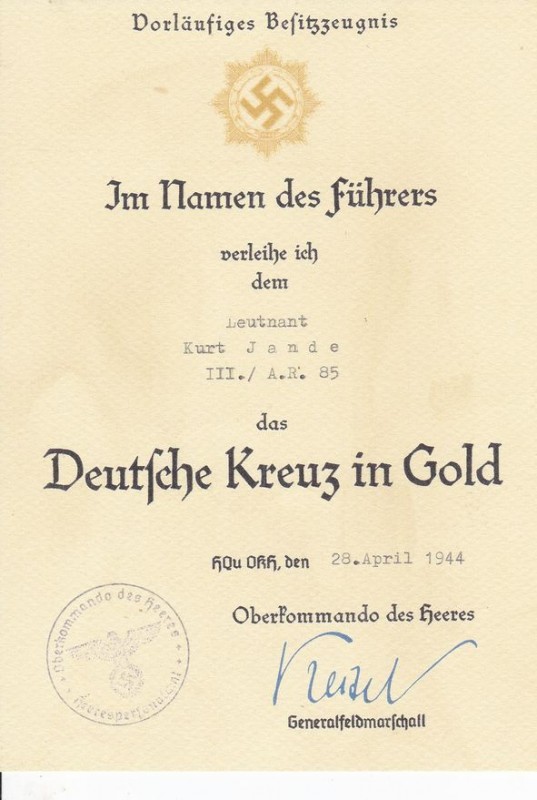 Vorläufiges Besitzzeugnis
Im Namen des Führers
verleihe ich
dem
Leutnant
Kurt Jande
III./ A.R. 85
das
Deutsche Kreuz in Gold
HQu OKH, den 28.April 1944
Oberkommando des Heeres
Keitel
Generalfeldmarschall
Oberkommando des Heeres
Heerespersonalamt